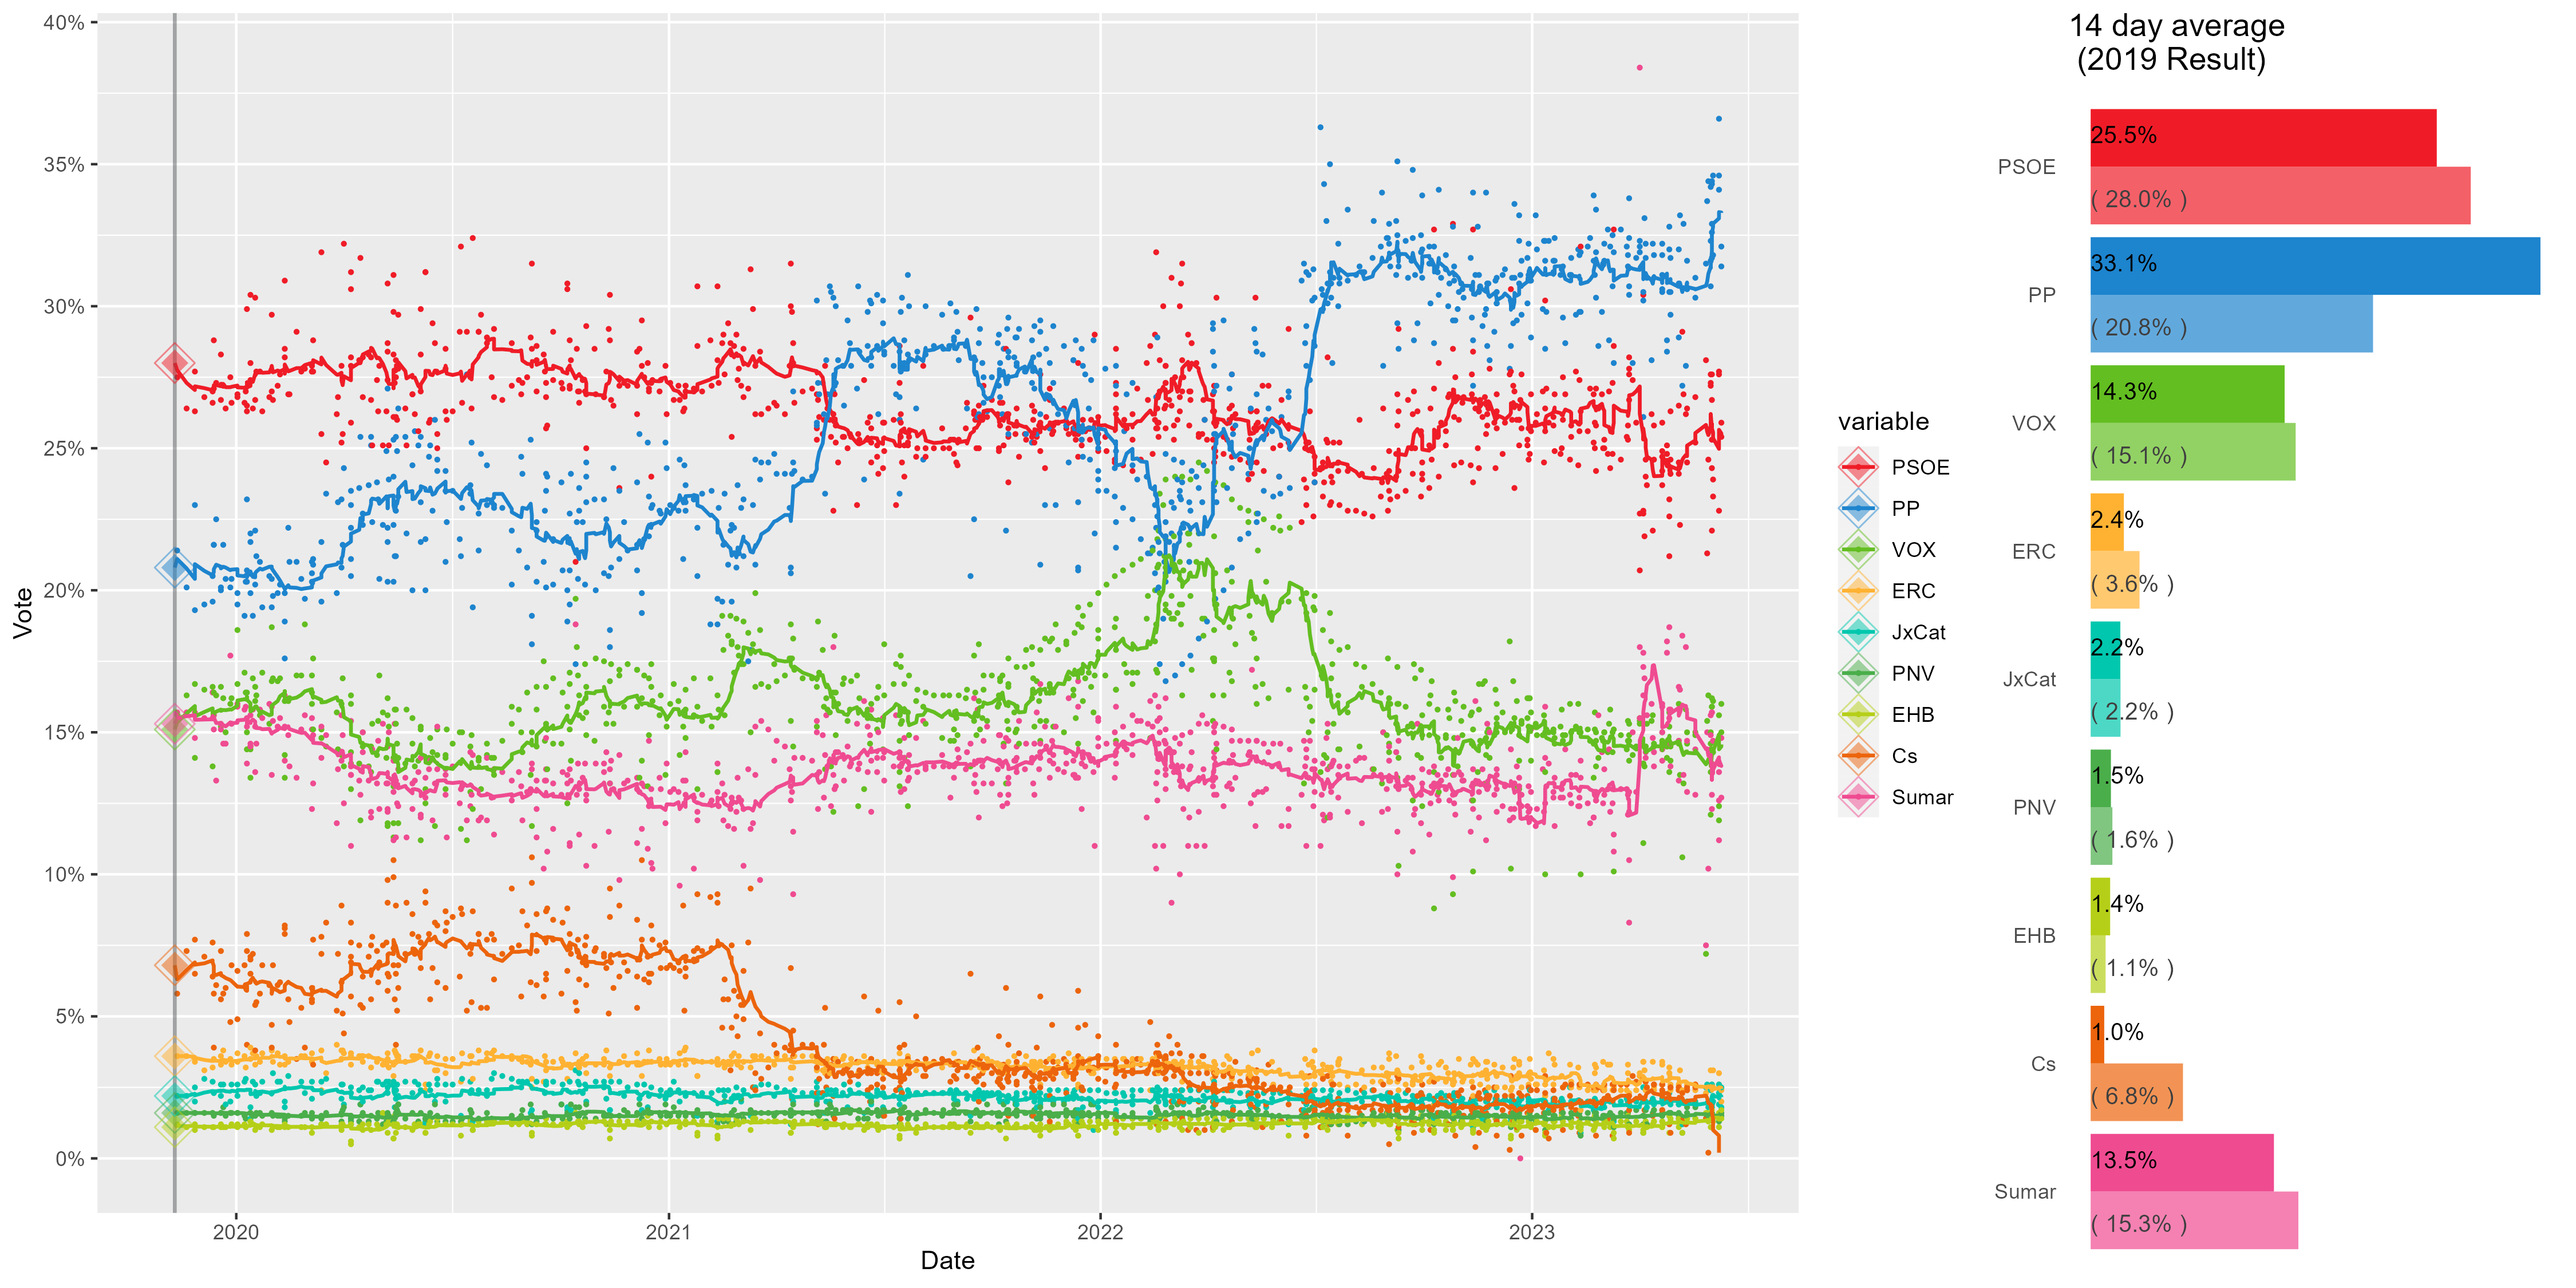 40%
35%
30%
25%
20%
15%
10%
5%
0%
Vote
2020
2021
2022
2023
Date
variable
PSOE
PP
VOX
ERC
JxCat
PNV
EHB
Cs
Sumar
14 day average
(2019 Result)
PSOE
25.5%
( 28.0% )
PP
33.1%
( 20.8% )
VOX
14.3%
( 15.1% )
ERC
2.4%
( 3.6% )
JxCat
2.2%
( 2.2% )
PNV
1.5%
( 1.6% )
EHB
1.4%
( 1.1% )
Cs
1.0%
( 6.8% )
Sumar
13.5%
( 15.3% )